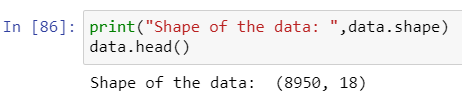 In [86]: print("Shape of the data: ",data.shape)
data.head()
Shape of the data:  (8950, 18)